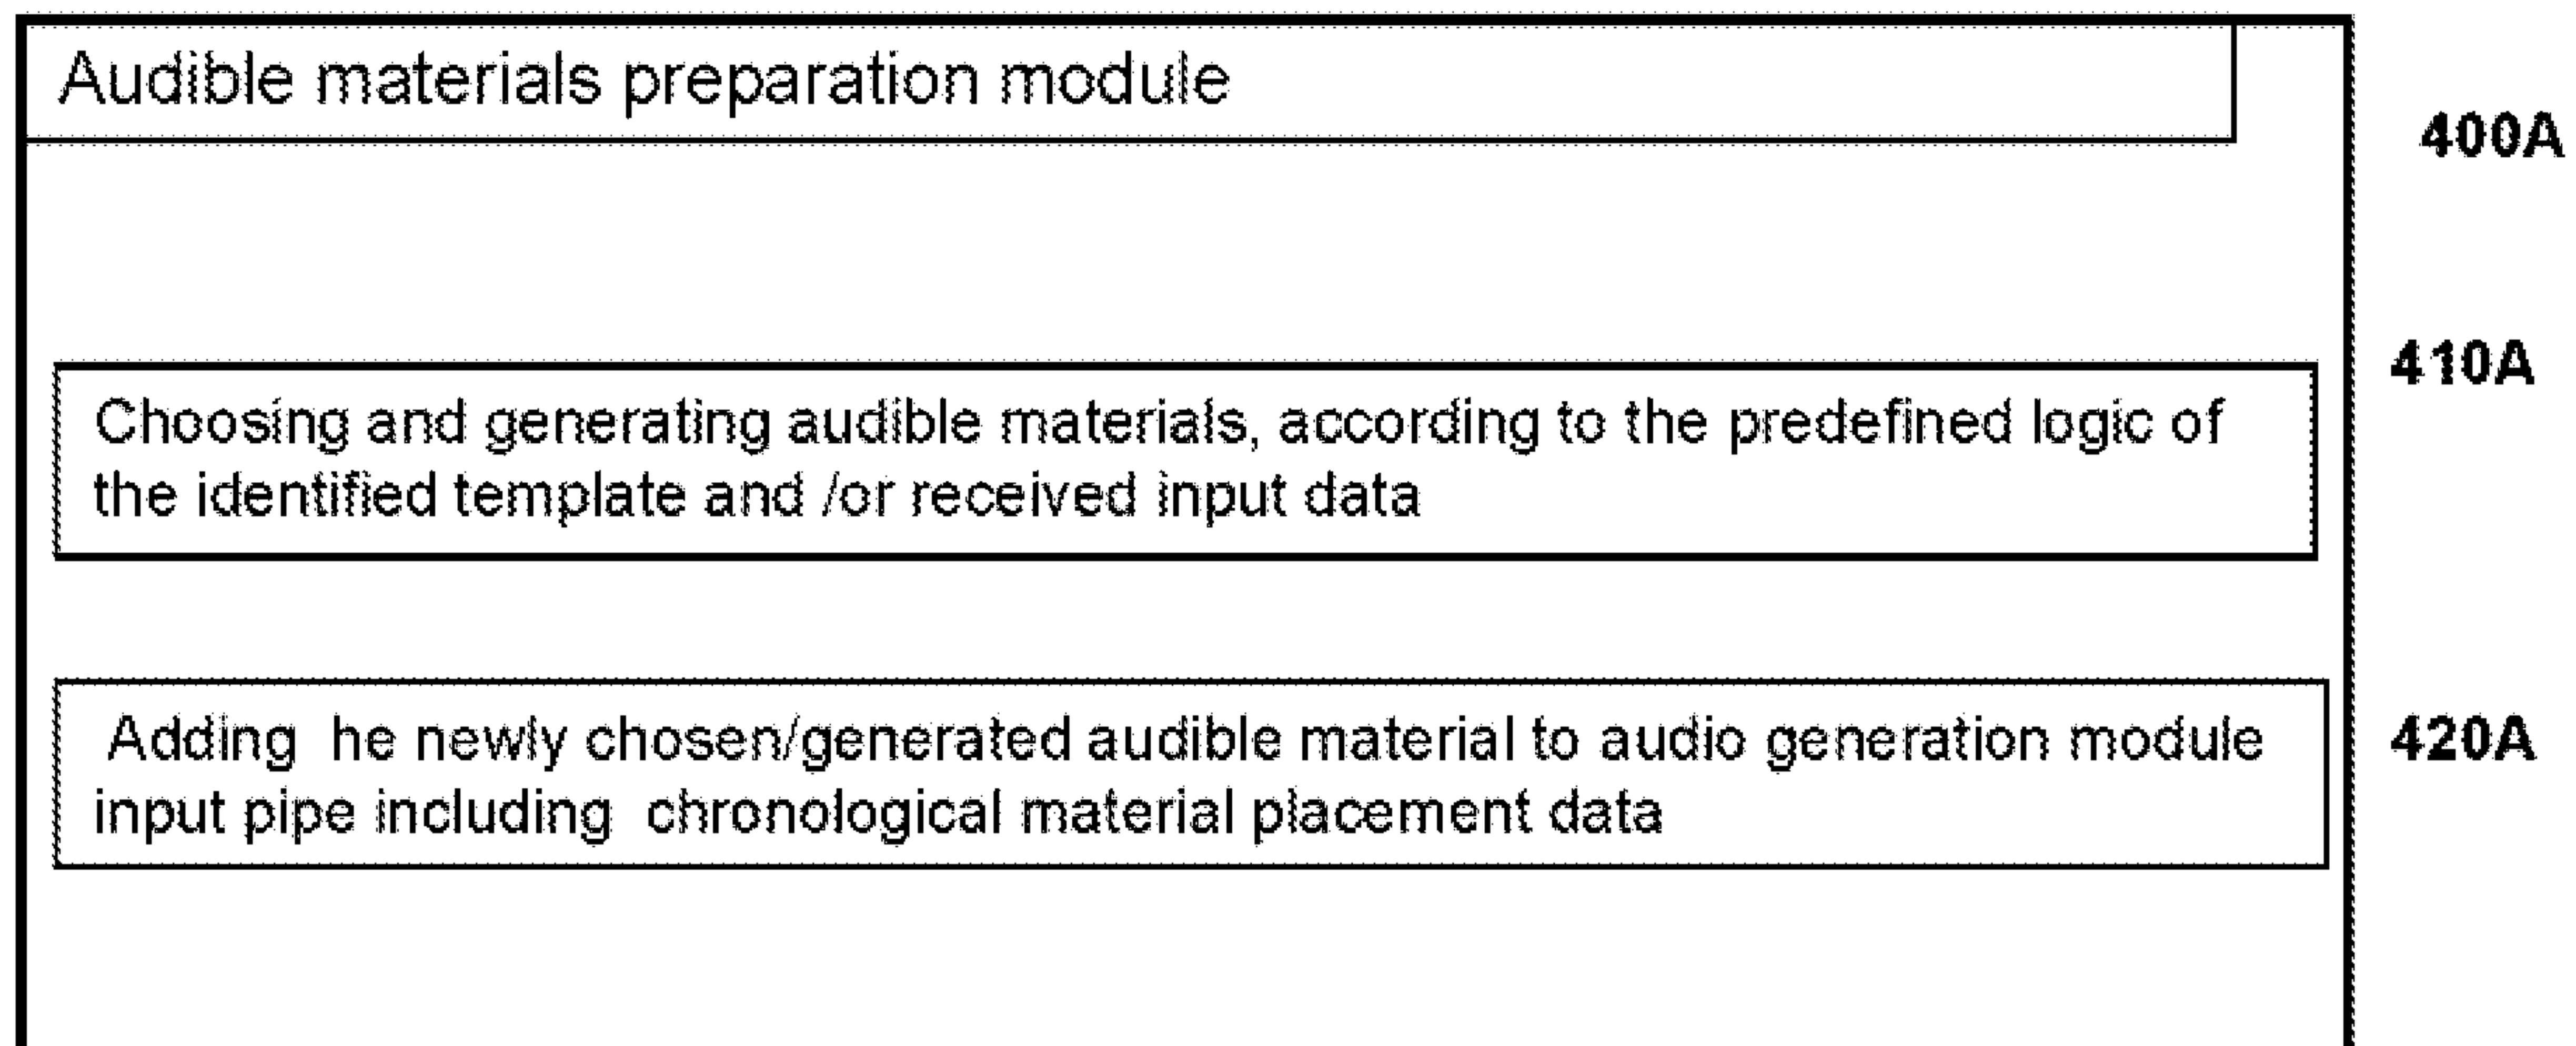 Audible materials preparation module
400A
410A
Choosing and generating audible materials, according to the predefined logic of
the identified template and /or received input data
Adding he newly chosen/generated audible material to audio generation module
420A
input pipe including chronological material placement data